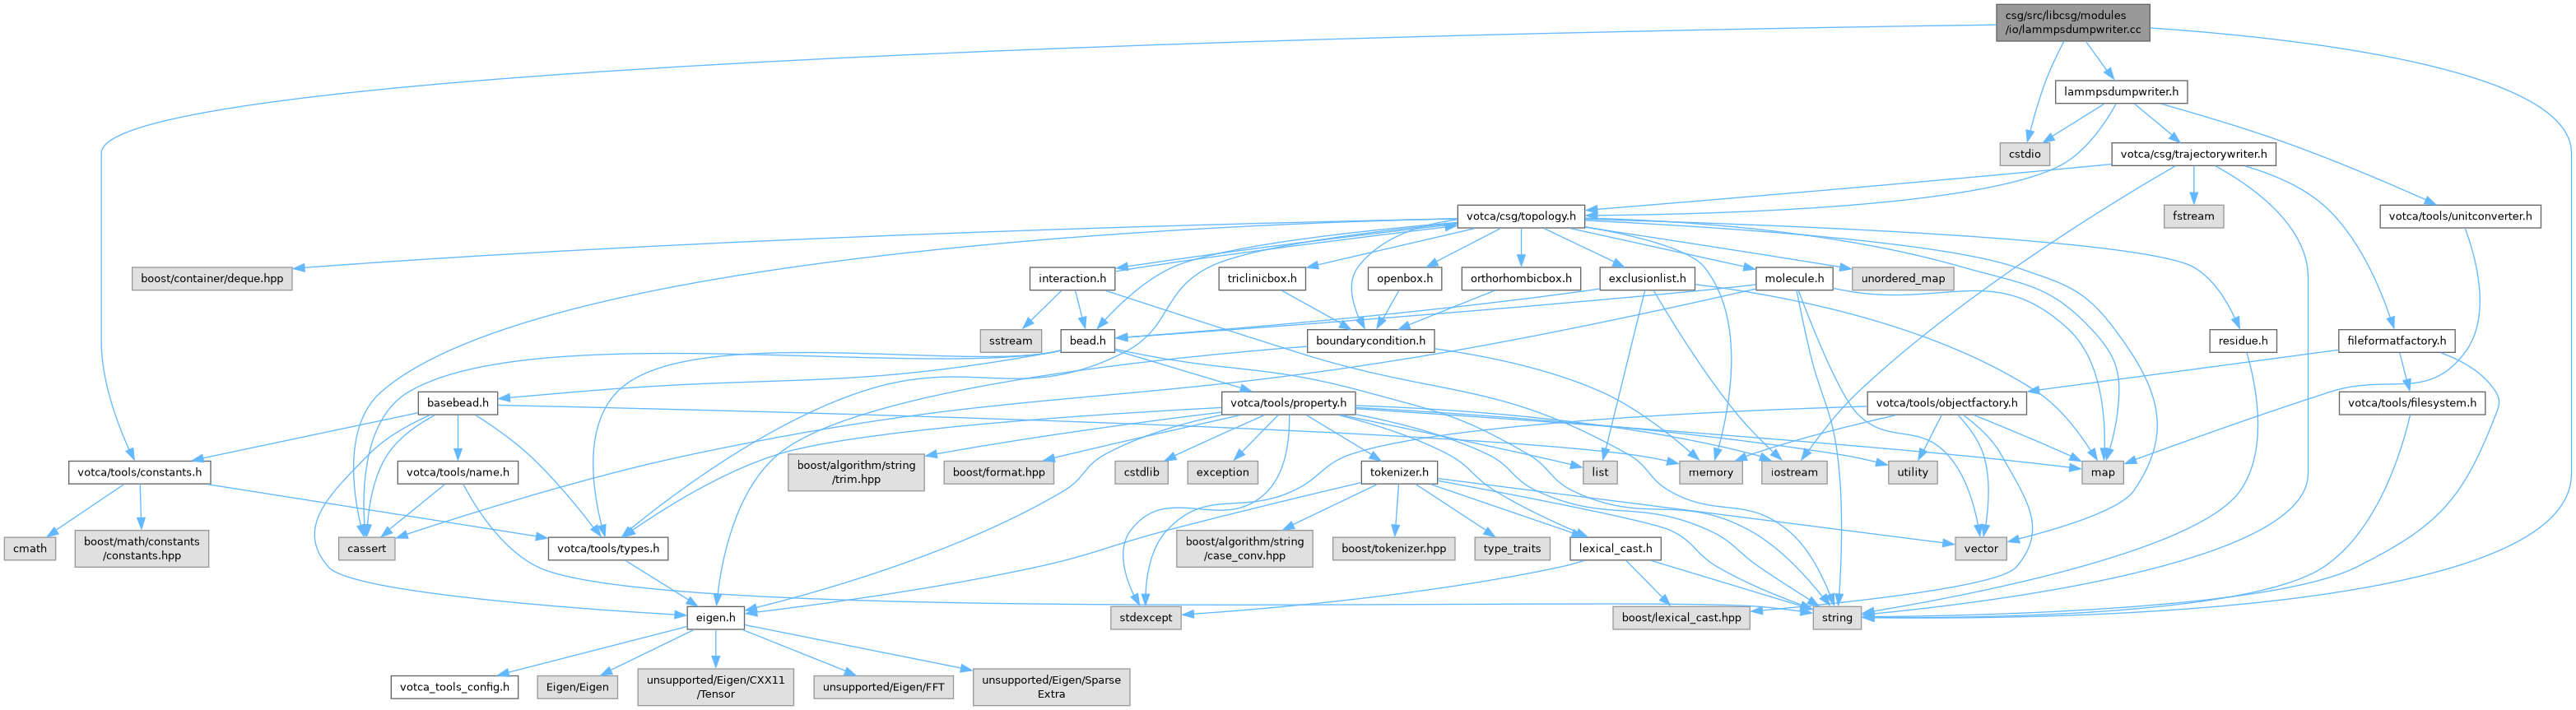 csg/src/libcsg/modules
/io/lammpsdumpwriter.cc
lammpsdumpwriter.h
cstdio
votca/csg/trajectorywriter.h
votca/csg/topology.h
fstream
votca/tools/unitconverter.h
boost/container/deque.hpp
interaction.h
triclinicbox.h
openbox.h
orthorhombicbox.h
exclusionlist.h
molecule.h
unordered_map
sstream
bead.h
boundarycondition.h
residue.h
fileformatfactory.h
basebead.h
votca/tools/property.h
votca/tools/objectfactory.h
votca/tools/filesystem.h
votca/tools/constants.h
votca/tools/name.h
boost/algorithm/string
/trim.hpp
boost/format.hpp
cstdlib
exception
tokenizer.h
list
memory
iostream
utility
map
cmath
boost/math/constants
/constants.hpp
cassert
votca/tools/types.h
boost/algorithm/string
/case_conv.hpp
boost/tokenizer.hpp
type_traits
lexical_cast.h
vector
eigen.h
stdexcept
boost/lexical_cast.hpp
string
votca_tools_config.h
Eigen/Eigen
unsupported/Eigen/CXX11
/Tensor
unsupported/Eigen/FFT
unsupported/Eigen/Sparse
Extra